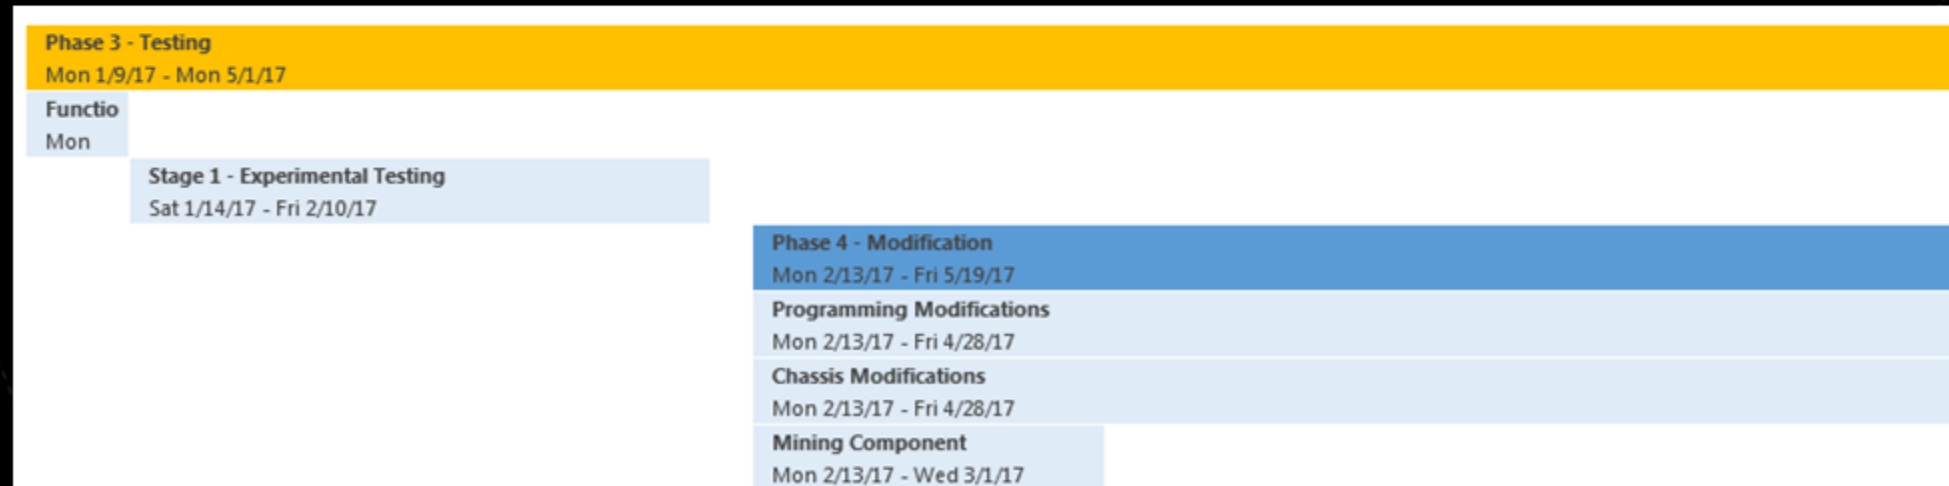 Phase 3 - Testing
Mon 1/9/17 - Mon 5/1/17
Functio
Mon
Stage 1 - Experimental Testing
Sat 1/14/17 - Fri 2/10/17
Phase 4 - Modification
Mon 2/13/17 - Fri 5/19/17
Programming Modifications
Mon 2/13/17 - Fri 4/28/17
Chassis Modifications
Mon 2/13/17 - Fri 4/28/17
Mining Component
Mon 2/13/17 - Wed 3/1/17